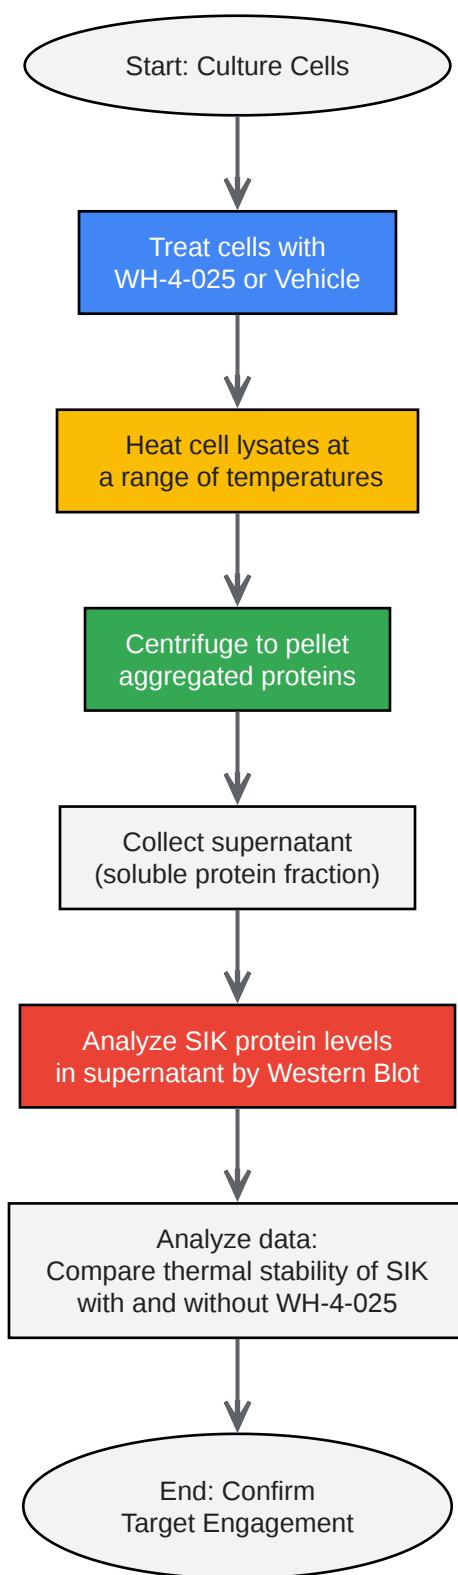 Start: Culture Cells
Treat cells with
WH-4-025 or Vehicle
Heat cell lysates at
a range of temperatures
Centrifuge to pellet
aggregated proteins
Collect supernatant
(soluble protein fraction)
Analyze SIK protein levels
in supernatant by Western Blot
Analyze data:
Compare thermal stability of SIK
with and without WH-4-025
End: Confirm
Target Engagement